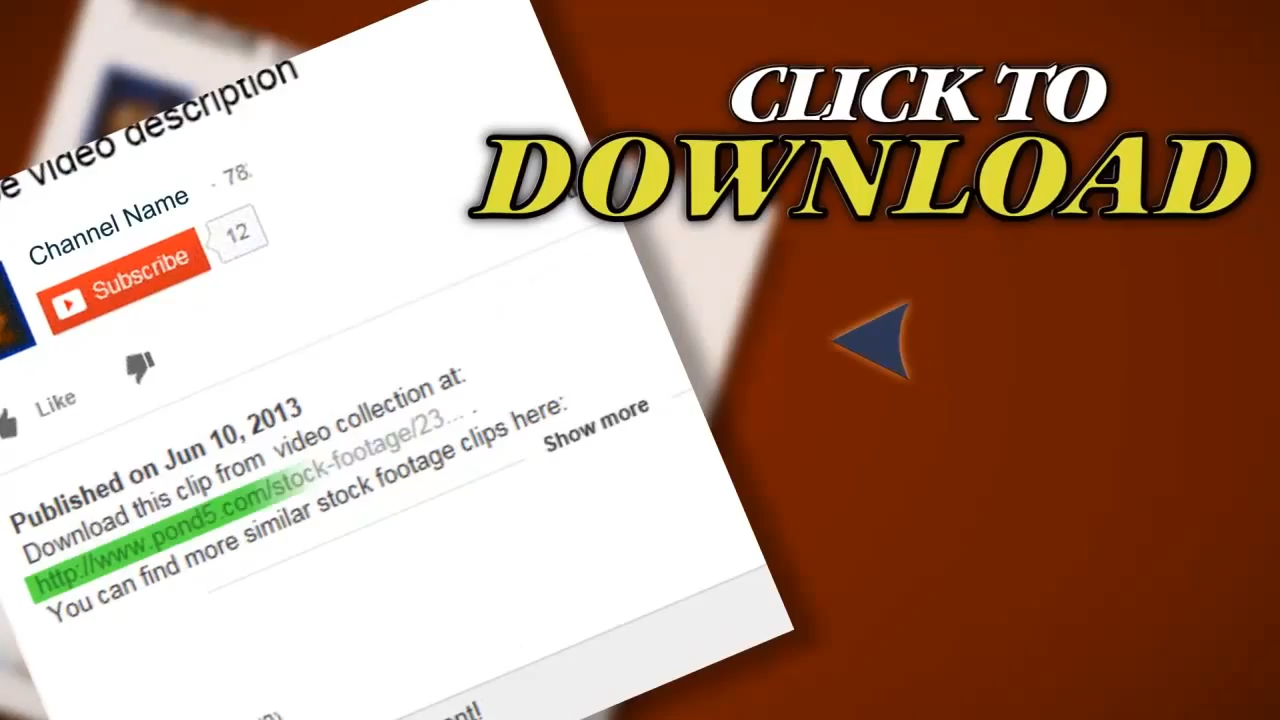 CLICK TO
DOWNLOAD
video description
Channel Name
Subscribe
12
Like
Published on Jun 10, 2013
Download this clip from video collection at:
http://www.pond5.com/stock-footage/23... .
You can find more similar stock footage clips here:
Show more